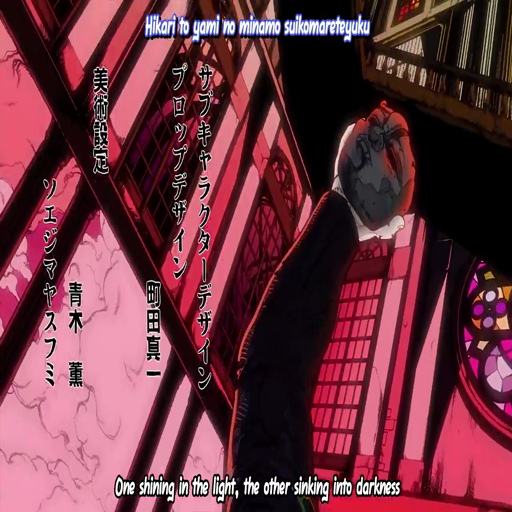 Hikari to yami no minamo suikomareteyuku
サブキャラクターデザイン
プロップデザイン
町田真一
美術設定
青木 薫
ソエジマヤスフミ
One shining in the light, the other sinking into darkness